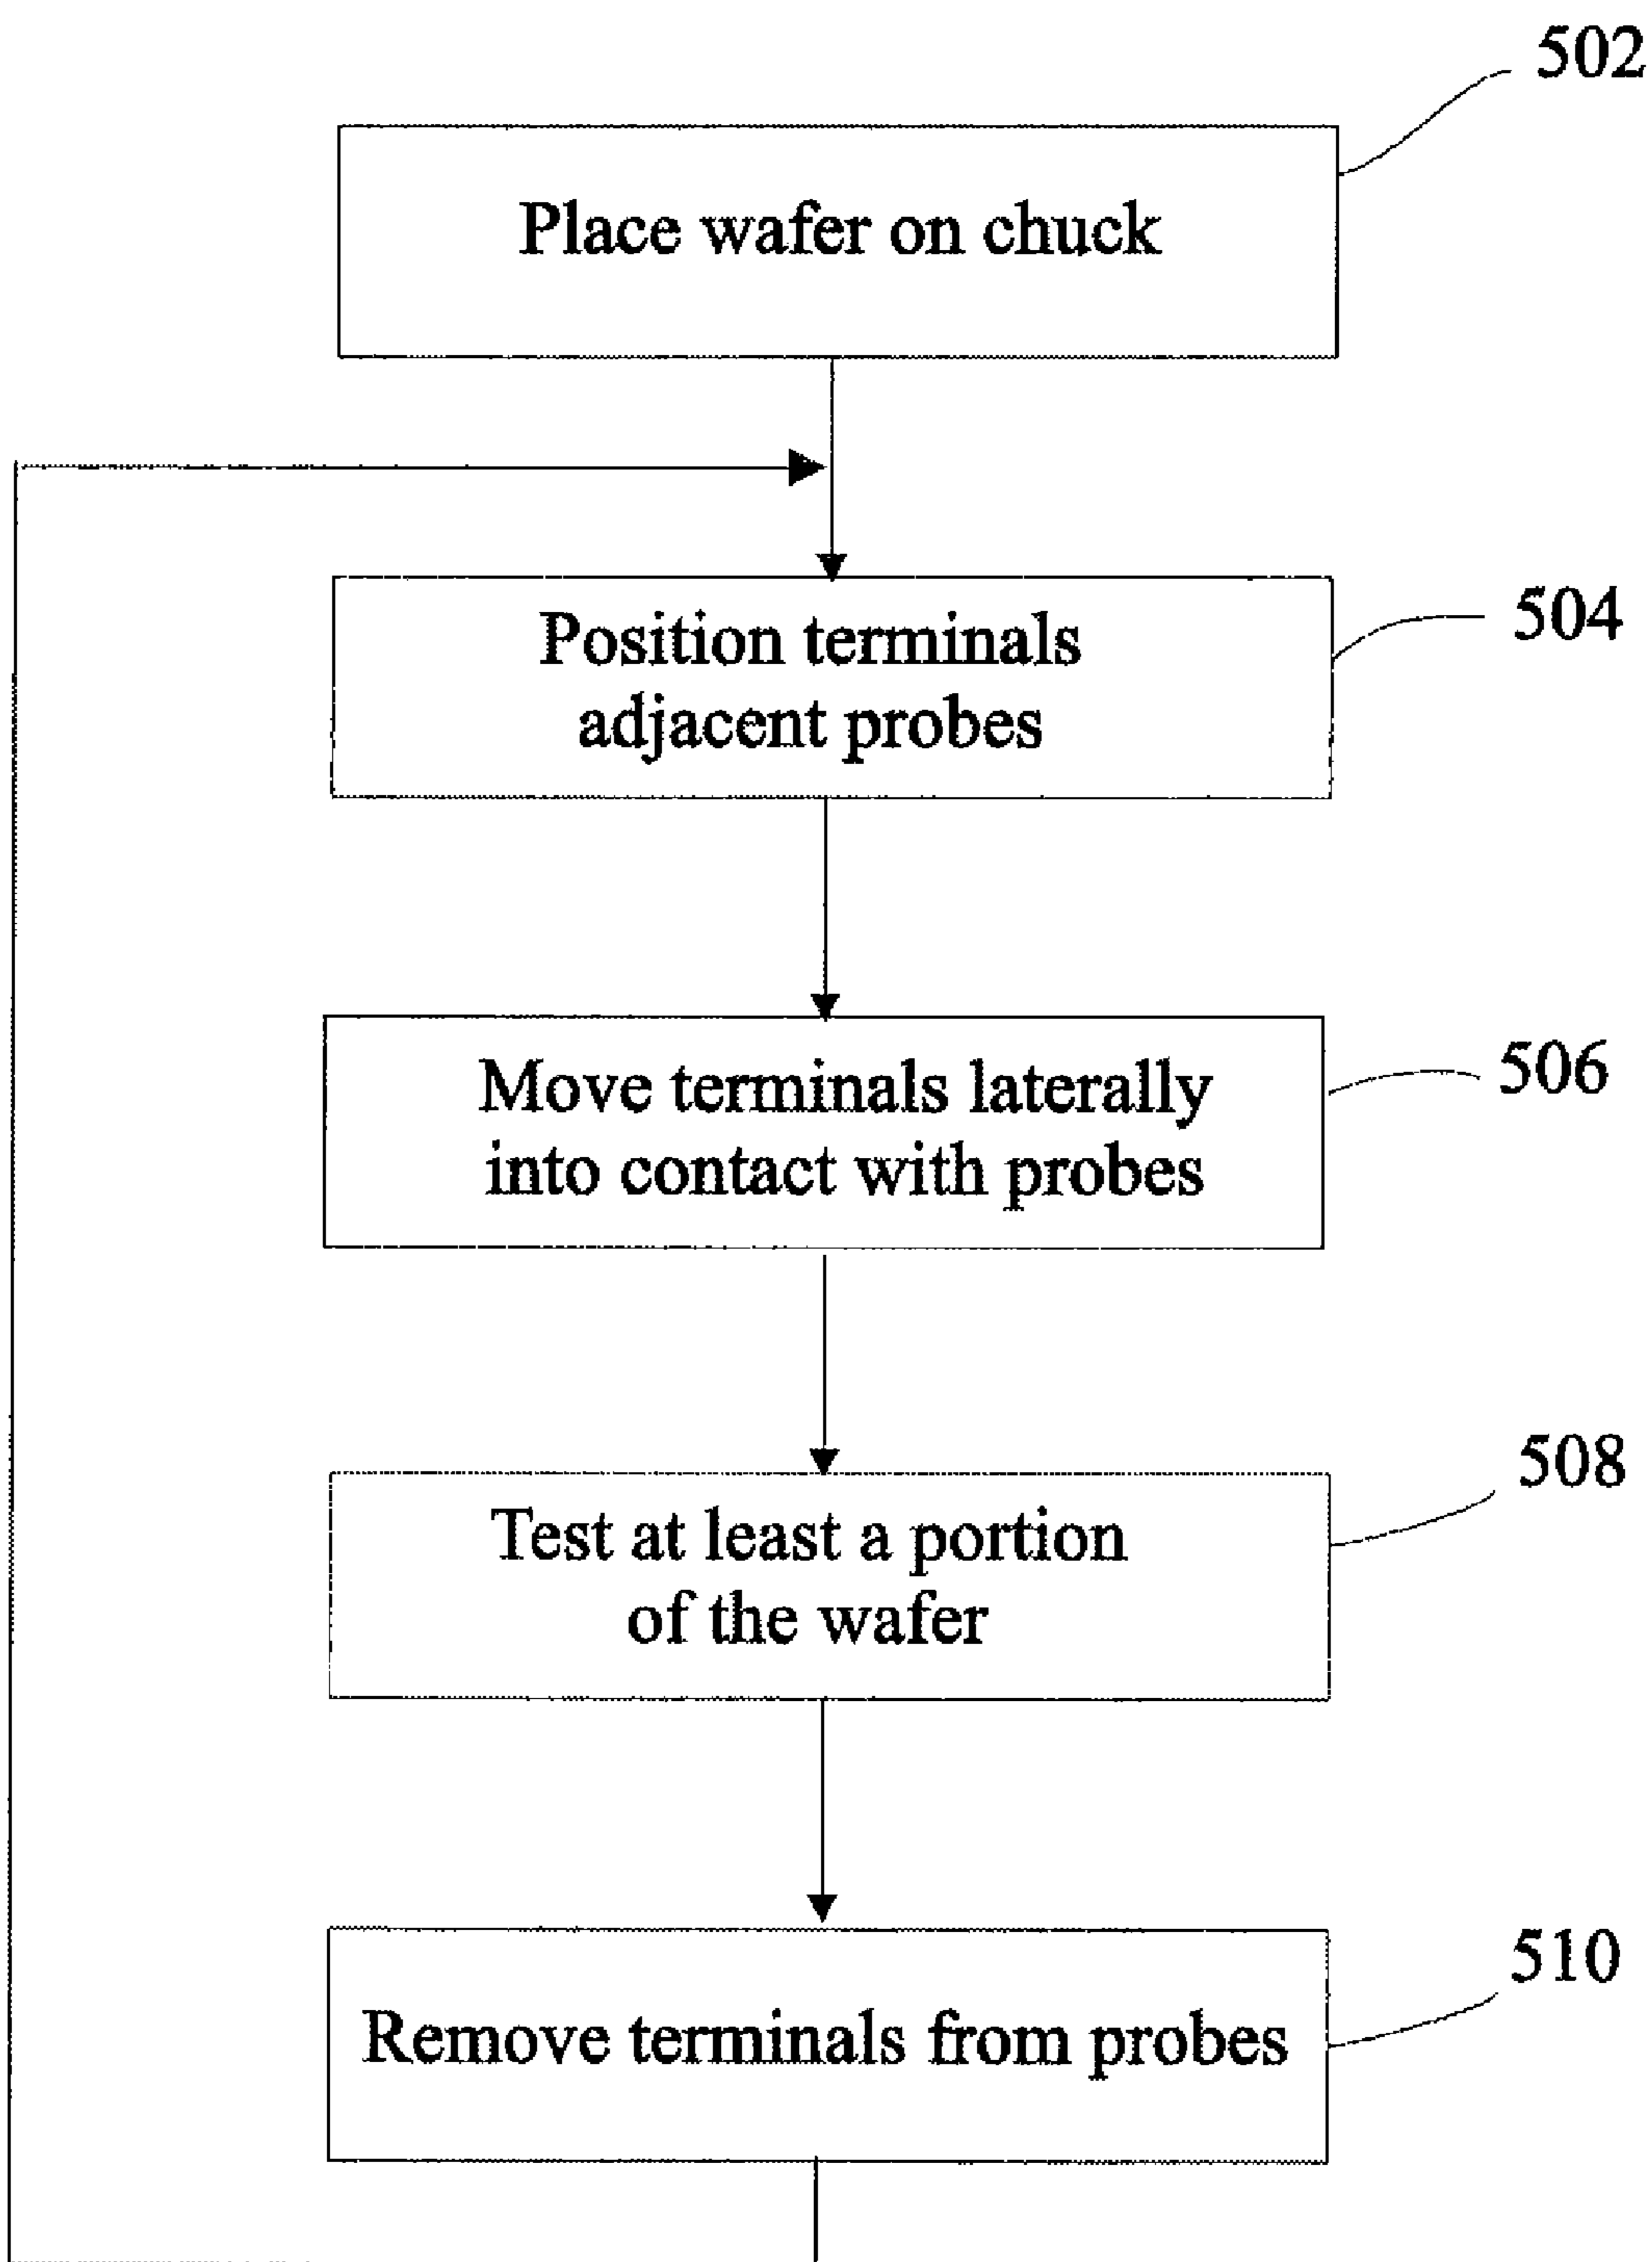 502
Place wafer on chuck
504
Position terminals
adjacent probes
506
Move terminals laterally
into contact with probes
508
Test at least a portion
of the wafer
510
Remove terminals from probes